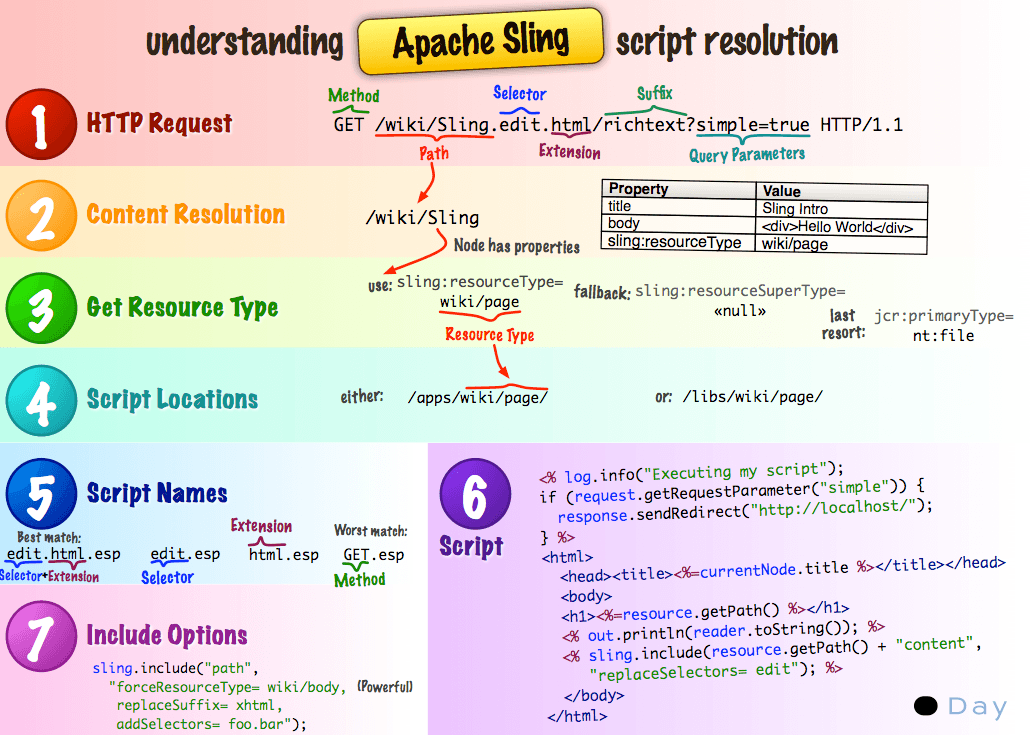 understanding Apache Sling script resolution
1 HTTP Request
Method
Selector
Suffix
GET /wiki/Sling.edit.html/richtext?simple=true HTTP/1.1
Path
Extension
Query Parameters
2 Content Resolution
/wiki/Sling
Node has properties
Property Value
title Sling Intro
body <div>Hello World</div>
sling:resourceType wiki/page
3 Get Resource Type
use: sling:resourceType=
wiki/page
Resource Type
fallback: sling:resourceSuperType=
«null»
last resort:
jcr:primaryType=
nt:file
4 Script Locations
either: /apps/wiki/page/
or: /libs/wiki/page/
5 Script Names
Best match:
edit.html.esp
Selector+Extension
edit.esp
Selector
Extension
html.esp
Worst match:
GET.esp
Method
6 Script
<% log.info("Executing my script");
if (request.getRequestParameter("simple")) {
response.sendRedirect("http://localhost/");
} %>
<html>
<head><title><%=currentNode.title %></title></head>
<body>
<h1><%=resource.getPath() %></h1>
<% out.println(reader.toString()); %>
<% sling.include(resource.getPath() + "content",
"replaceSelectors= edit"); %>
</body>
</html>
7 Include Options
sling.include("path",
"forceResourceType= wiki/body, (Powerful)
replaceSuffix= xhtml,
addSelectors= foo.bar");
Day